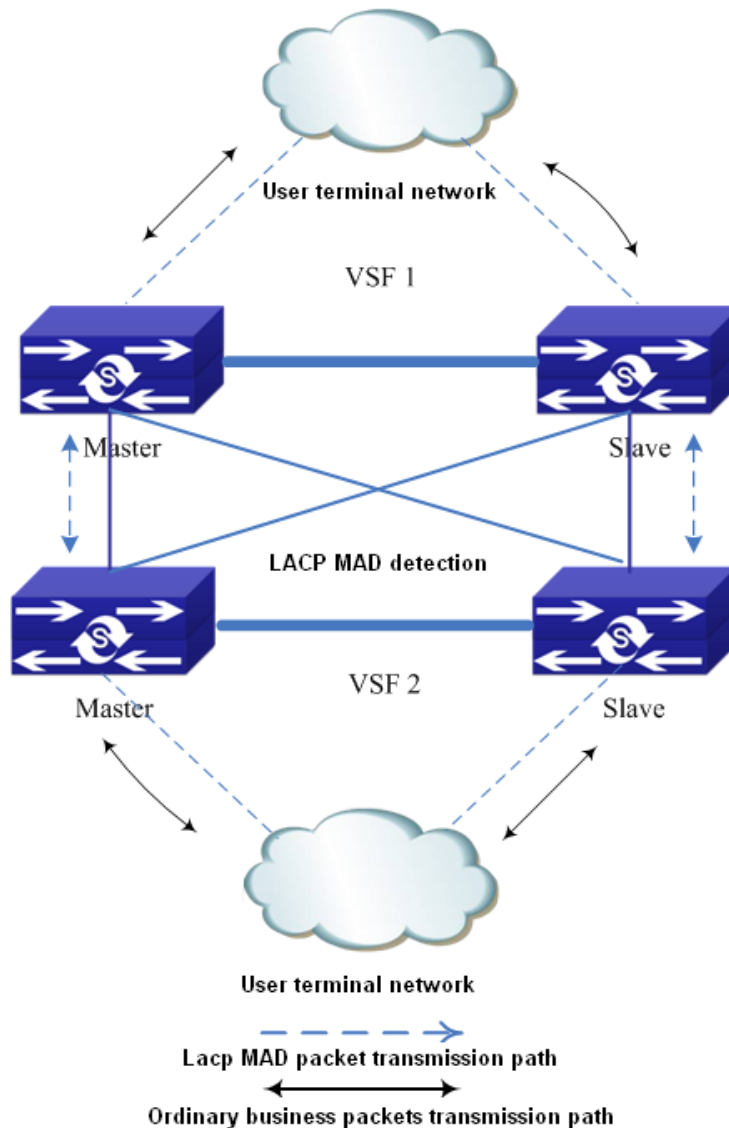 User terminal network
VSF 1
S
S
Master
Slave
LACP MAD detection
S
S
VSF 2
Master
Slave
User terminal network
Lacp MAD packet transmission path
Ordinary business packets transmission path